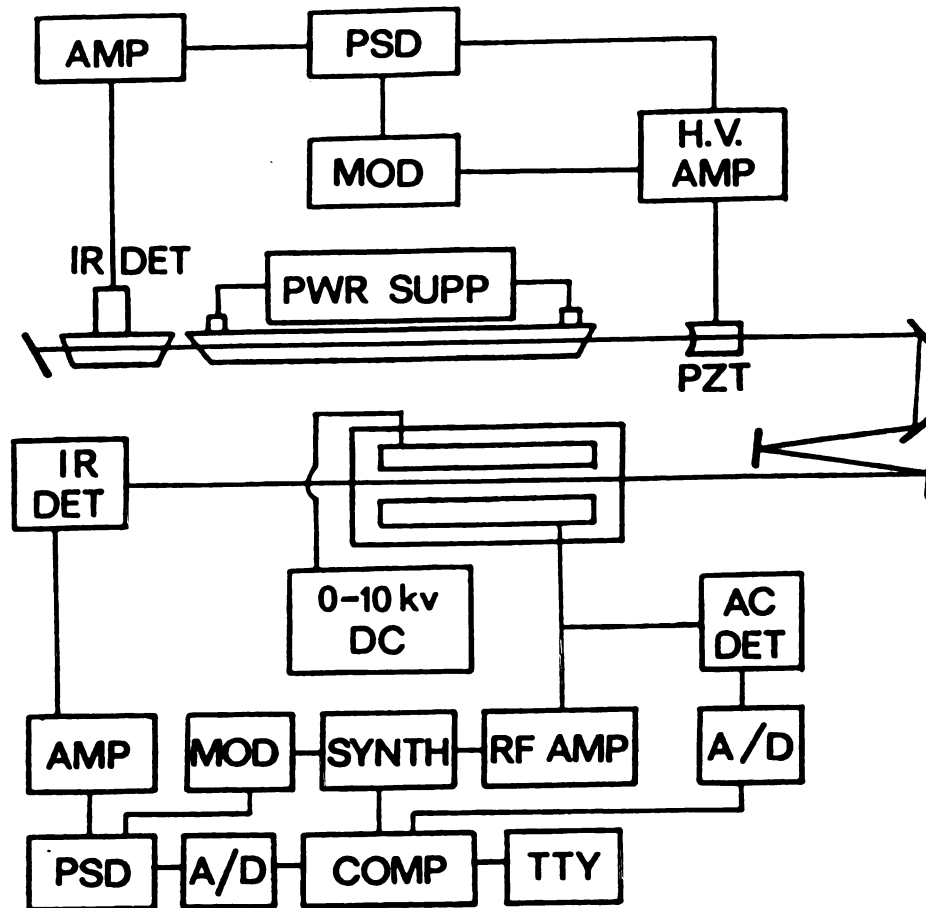 AMP
PSD
H.V.
AMP
MOD
IR DET
PWR SUPP
PZT
IR
DET
0-10 kv
DC
AC
DET
AMP
MOD
SYNTH
RF AMP
A/D
PSD
A/D
COMP
TTY